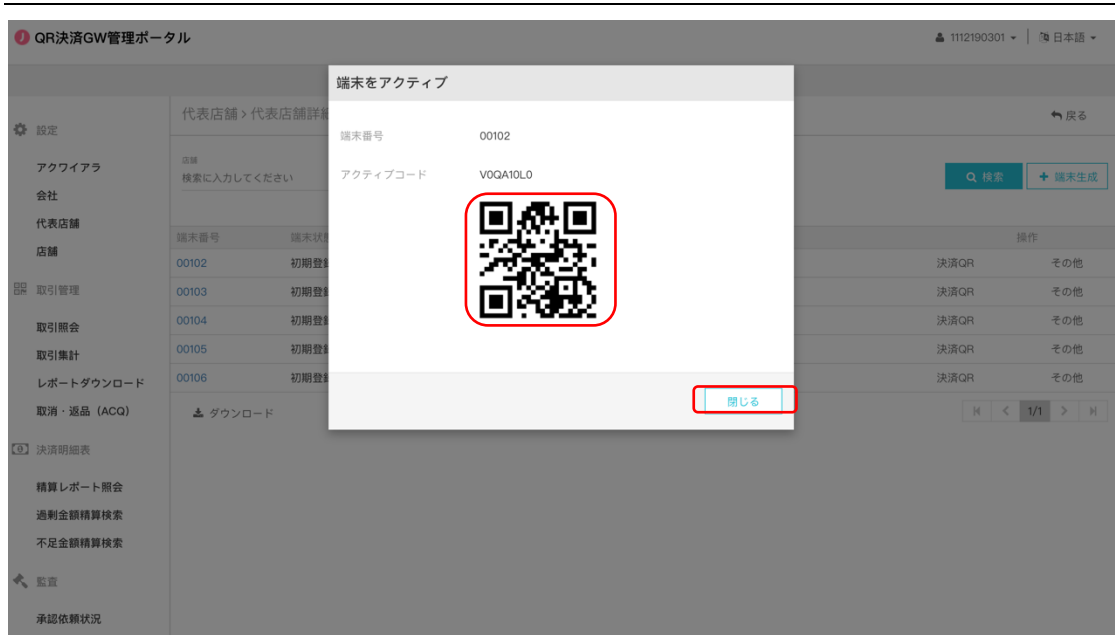 QR決済GW管理ポータル
1112190301
日本語
端末をアクティブ
代表店舗 > 代表店舗詳細
戻る
設定
端末番号 00102
店舗
アクワイアラ
アクティブコード V0QA10L0
検索に入力してください
検索
端末生成
会社
代表店舗
端末番号 端末状態 操作
店舗
00102 初期登録 決済QR その他
取引管理
00103 初期登録 決済QR その他
取引照会
00104 初期登録 決済QR その他
取引集計
00105 初期登録 決済QR その他
レポートダウンロード
00106 初期登録 決済QR その他
閉じる
取消・返品（ACQ）
ダウンロード
1/1
決済明細表
精算レポート照会
過剰金額精算検索
不足金額精算検索
監査
承認依頼状況